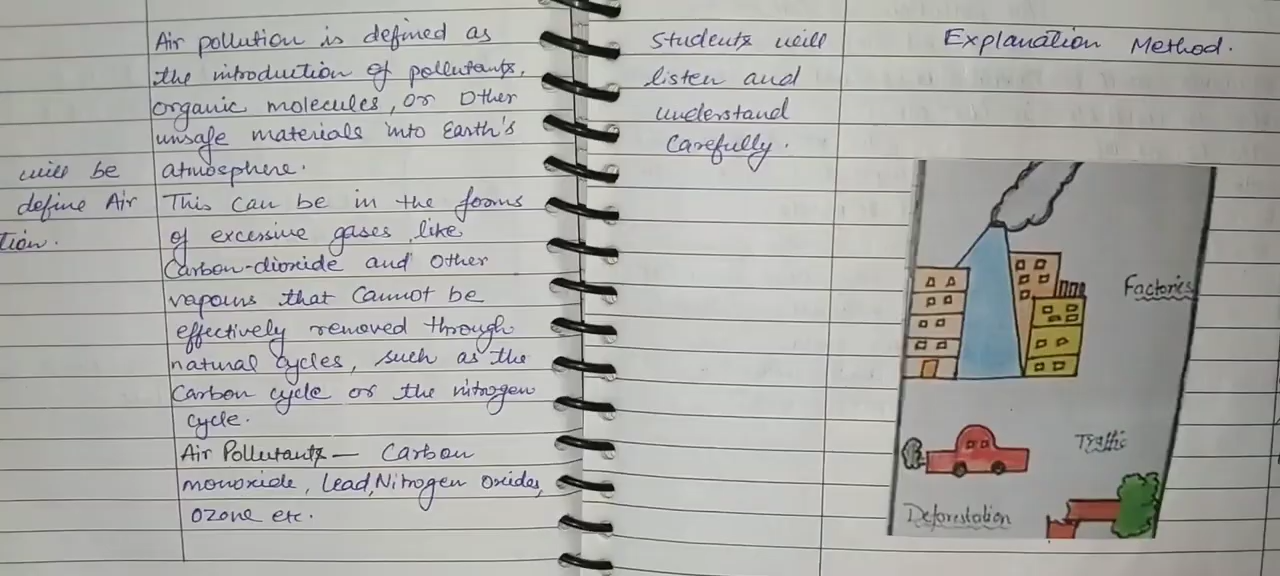 will be
define Air
tion.
Air pollution is defined as
the introduction of pollutants,
organic molecules, or other
unsafe materials into Earth's
atmosphere.
This can be in the forms
of excessive gases like
Carbon-dioxide and other
vapours that cannot be
effectively removed through
natural cycles, such as the
Carbon cycle or the nitrogen
cycle.
Air Pollutants — Carbon
monoxide, Lead, Nitrogen Oxides,
Ozone etc.
Students will
listen and
understand
Carefully.
Explanation Method.
Factories
Traffic
Deforestation